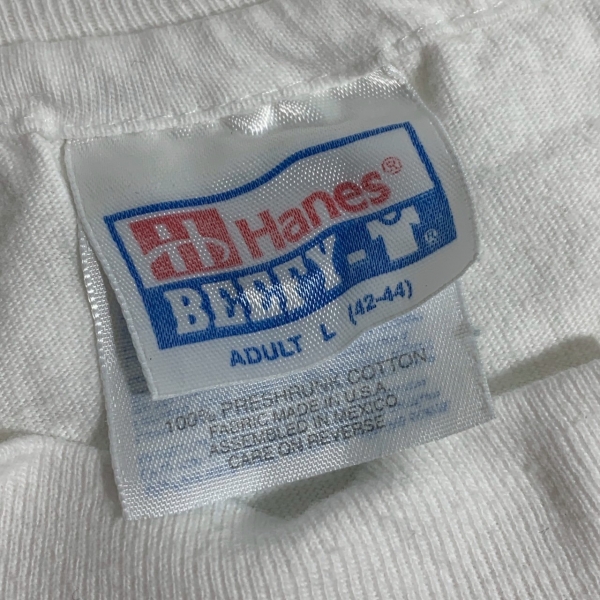 Hanes®
BEEFY-T®
ADULT L (42-44)
100% PRESHRUNK COTTON
FABRIC MADE IN U.S.A.
ASSEMBLED IN MEXICO
CARE ON REVERSE